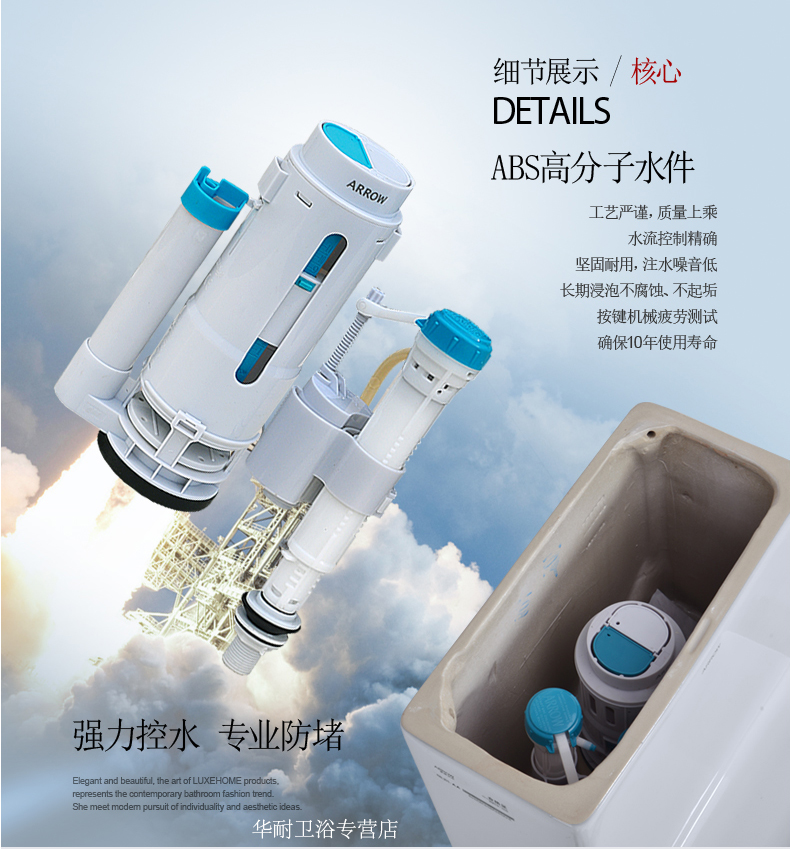 细节展示 / 核心
DETAILS
ABS高分子水件
工艺严谨,质量上乘
水流控制精确
坚固耐用,注水噪音低
长期浸泡不腐蚀、不起垢
按键机械疲劳测试
确保10年使用寿命
ARROW
强力控水 专业防堵
Elegant and beautiful, the art of LUXEHOME products,
represents the contemporary bathroom fashion trend.
She meet modern pursuit of individuality and aesthetic ideas.
华耐卫浴专营店